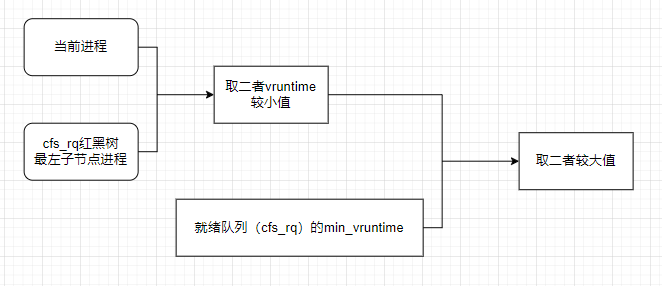 当前进程
cfs_rq红黑树
最左子节点进程
取二者vruntime
较小值
就绪队列（cfs_rq）的min_vruntime
取二者较大值